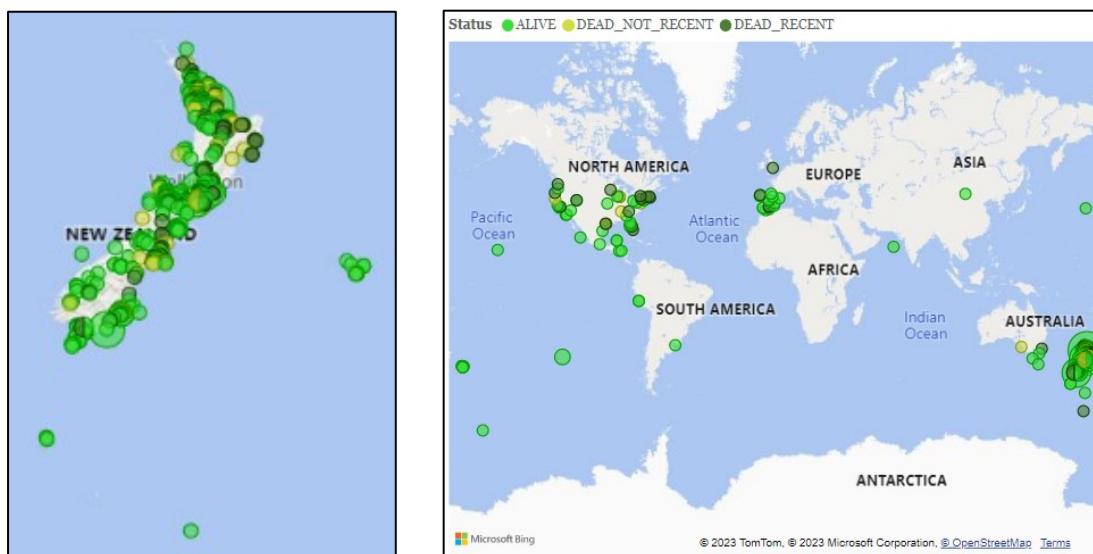 NEW ZEALAND
Status ALIVE DEAD_NOT_RECENT DEAD_RECENT
NORTH AMERICA
EUROPE
ASIA
Pacific
Ocean
Atlantic
Ocean
AFRICA
SOUTH AMERICA
Indian
Ocean
AUSTRALIA
ANTARCTICA
Microsoft Bing
© 2023 TomTom, © 2023 Microsoft Corporation, © OpenStreetMap Terms